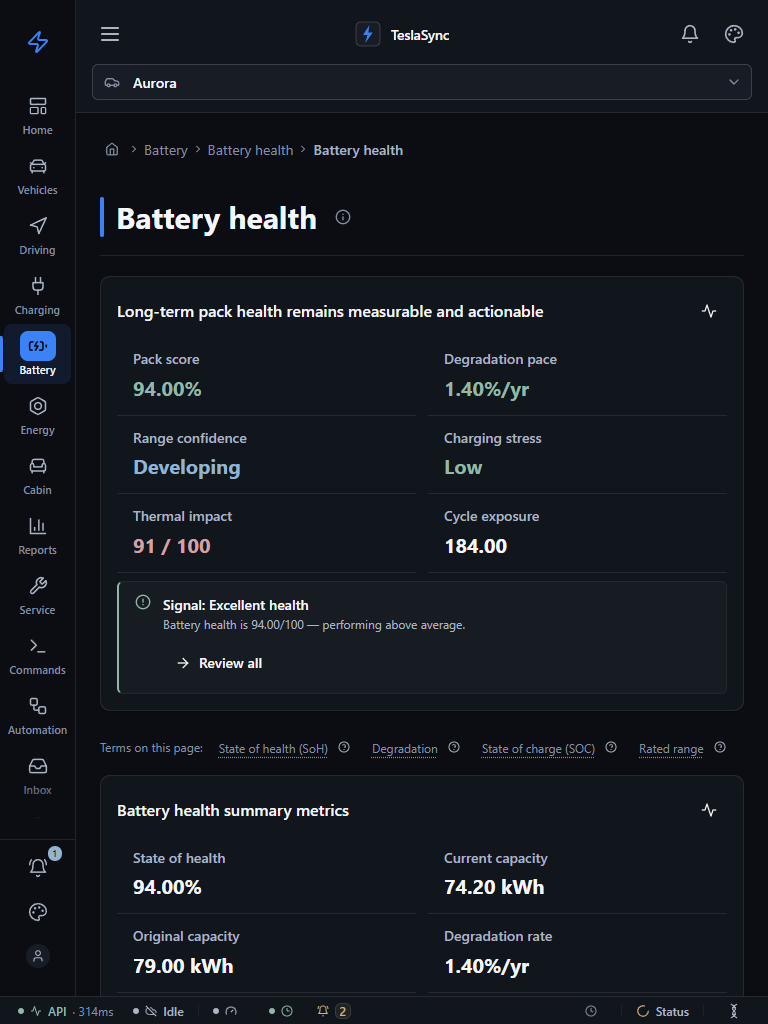 TeslaSync
Aurora
Home
Vehicles
Driving
Charging
Battery
Energy
Cabin
Reports
Service
Commands
Automation
Inbox
1
Battery Battery health Battery health
Battery health
Long-term pack health remains measurable and actionable
Pack score
94.00%
Degradation pace
1.40%/yr
Range confidence
Developing
Charging stress
Low
Thermal impact
91 / 100
Cycle exposure
184.00
Signal: Excellent health
Battery health is 94.00/100 — performing above average.
Review all
Terms on this page: State of health (SoH) Degradation State of charge (SOC) Rated range
Battery health summary metrics
State of health
94.00%
Current capacity
74.20 kWh
Original capacity
79.00 kWh
Degradation rate
1.40%/yr
API · 314ms Idle 2 Status